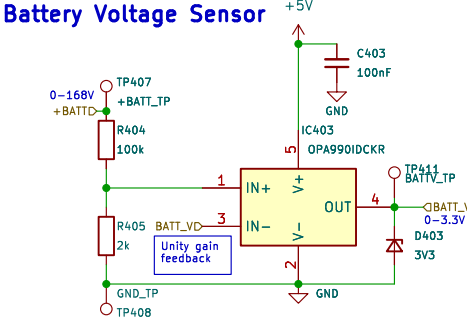 Battery Voltage Sensor
+5V
C403
100nF
GND
TP407
+BATT_TP
0-168V
+BATT
R404
100k
IC403
OPA990IDCKR
5
V+
1
IN+
3
IN-
BATT_V
OUT
4
V-
2
TP411
BATTV_TP
BATT_V
0-3.3V
D403
3V3
R405
2k
Unity gain
feedback
GND_TP
TP408
GND